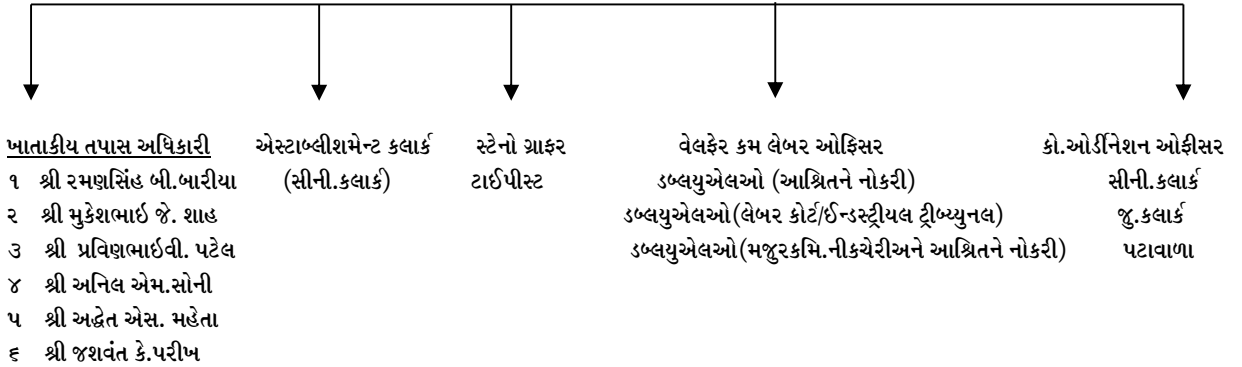 ખાતાકીય તપાસ અધિકારી
૧ શ્રી રમણસિંહ બી.બારીયા
૨ શ્રી મુકેશભાઇ જે. શાહ
૩ શ્રી પ્રવિણભાઇવી. પટેલ
૪ શ્રી અનિલ એમ.સોની
૫ શ્રી અદ્વેત એસ. મહેતા
૬ શ્રી જશવંત કે.પરીખ
એસ્ટાબ્લીશમેન્ટ કલાર્ક
(સીની.કલાર્ક)
સ્ટેનો ગ્રાફર
ટાઈપીસ્ટ
વેલફેર કમ લેબર ઓફિસર
ડબ્લયુએલઓ (આશ્રિતને નોકરી)
ડબ્લયુએલઓ(લેબર કોર્ટ/ઈન્ડસ્ટ્રીયલ ટ્રીબ્યુનલ)
ડબ્લયુએલઓ(મજુરકમિ.નીકચેરીઅને આશ્રિતને નોકરી)
કો.ઓર્ડીનેશન ઓફીસર
સીની.કલાર્ક
જુ.કલાર્ક
પટાવાળા